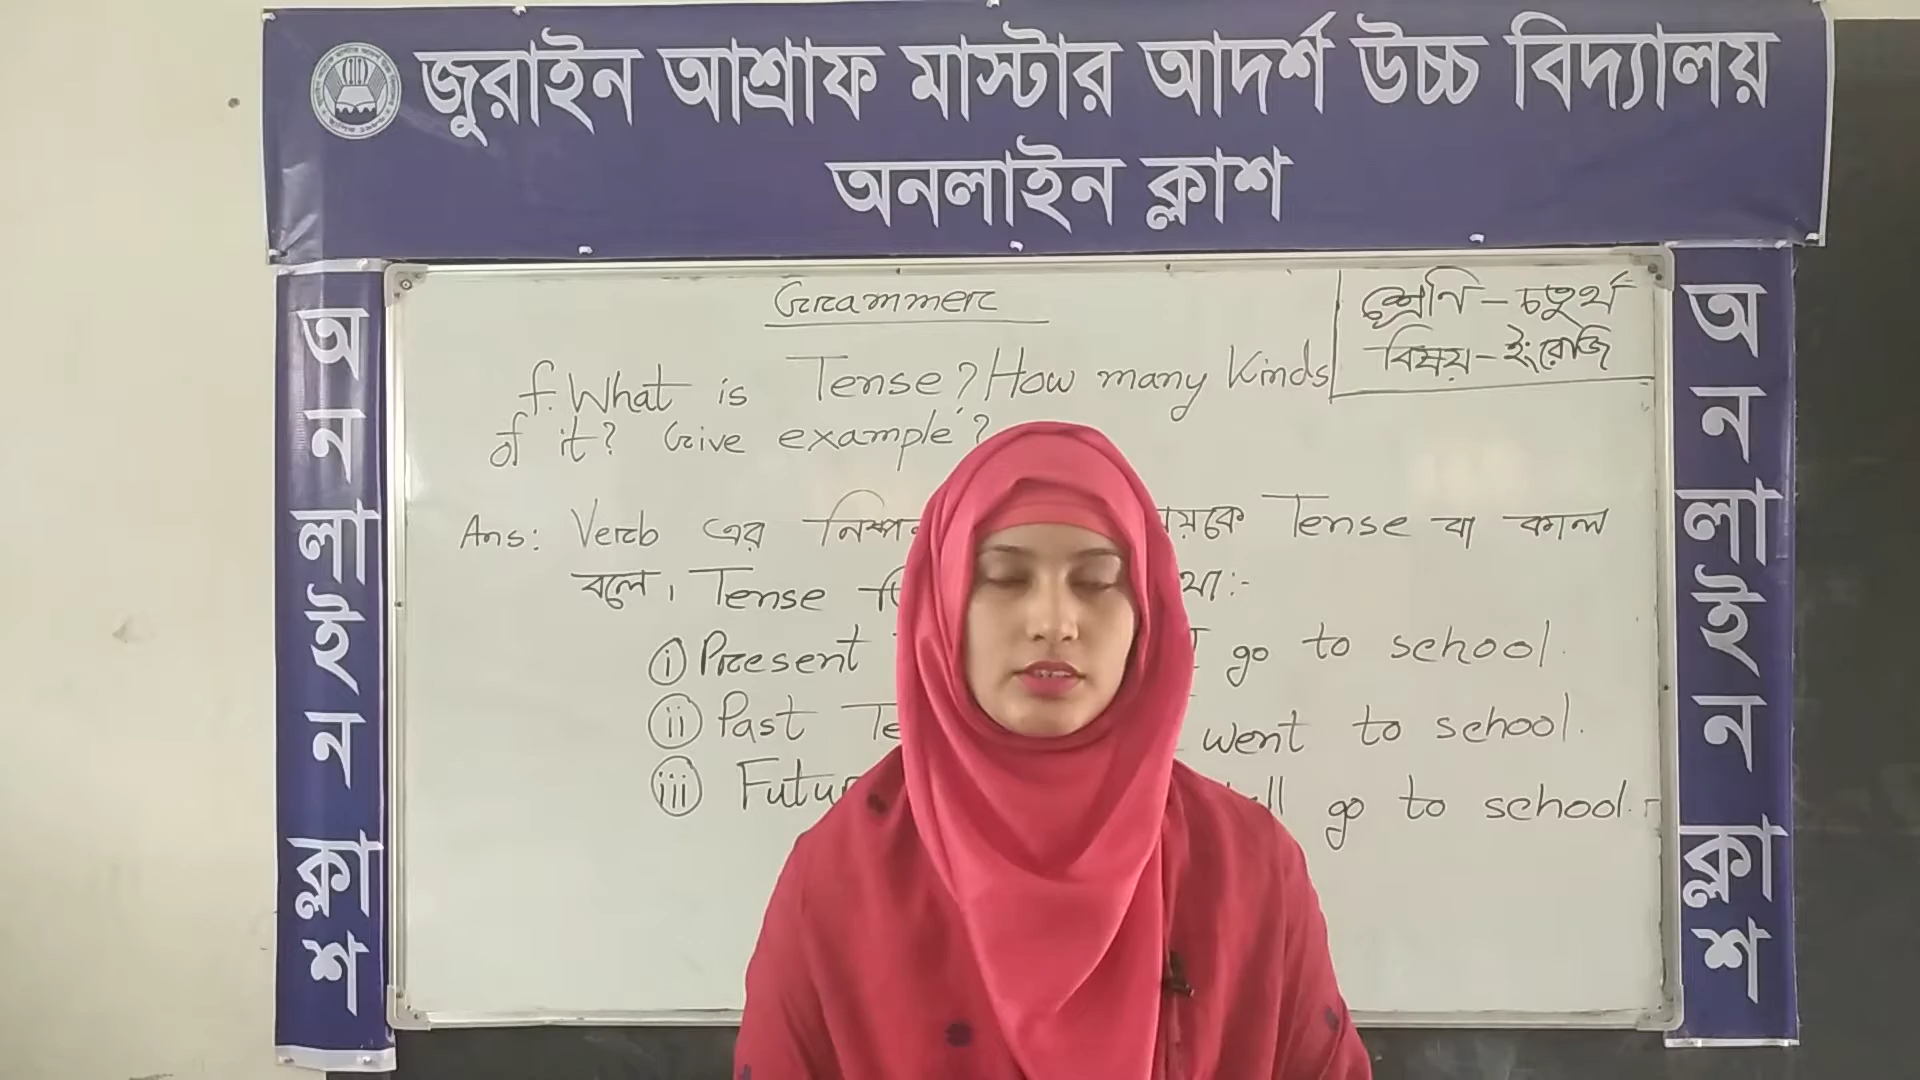 জুরাইন আশ্রাফ মাস্টার আদর্শ উচ্চ বিদ্যালয়
অনলাইন ক্লাশ
অনলাইন ক্লাশ
Grammer
শ্রেনি - চতুর্থ
বিষয় - ইংরেজি
f. What is Tense? How many Kinds
of it? Give example?
Ans: Verb এর Tense বা কাল
বলে। Tense
(i) Present go to school.
(ii) Past went to school.
(iii) go to school.
অনলাইন ক্লাশ